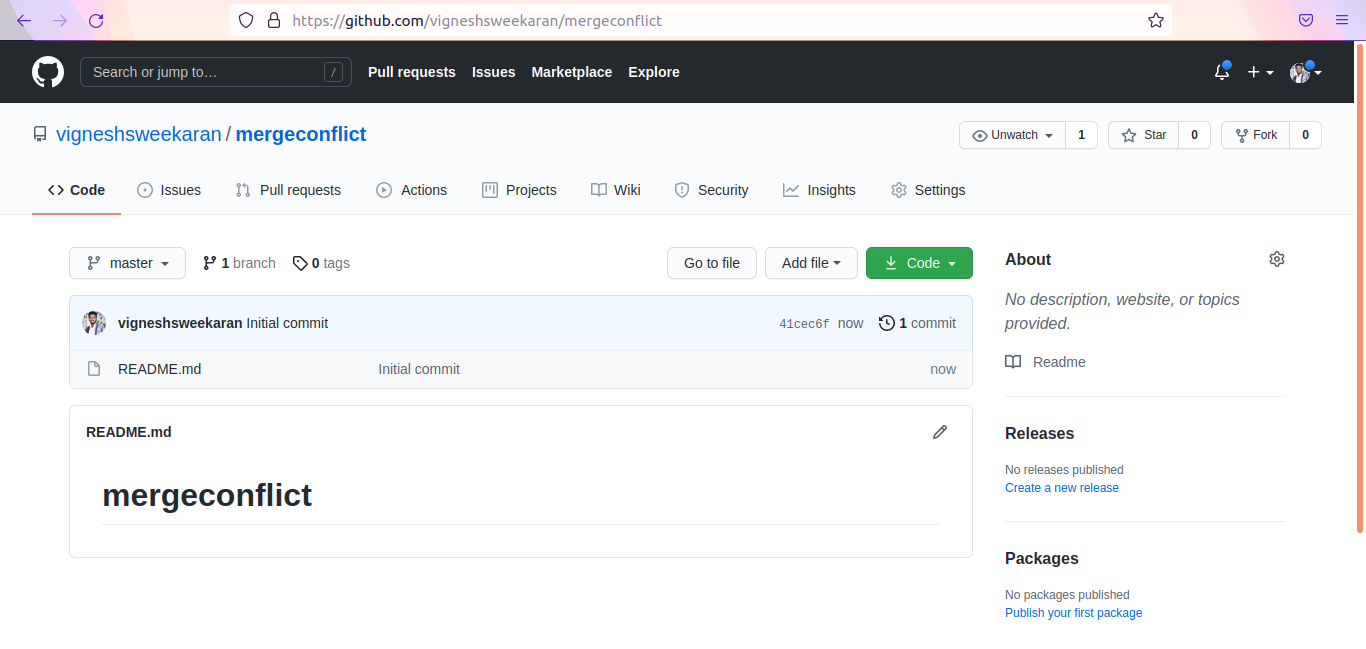 https://github.com/vigneshsweekaran/mergeconflict
Search or jump to… / Pull requests Issues Marketplace Explore
vigneshsweekaran / mergeconflict Unwatch 1 Star 0 Fork 0
Code Issues Pull requests Actions Projects Wiki Security Insights Settings
master 1 branch 0 tags Go to file Add file Code
vigneshsweekaran Initial commit 41cec6f now 1 commit
README.md Initial commit now
README.md
mergeconflict
About
No description, website, or topics
provided.
Readme
Releases
No releases published
Create a new release
Packages
No packages published
Publish your first package